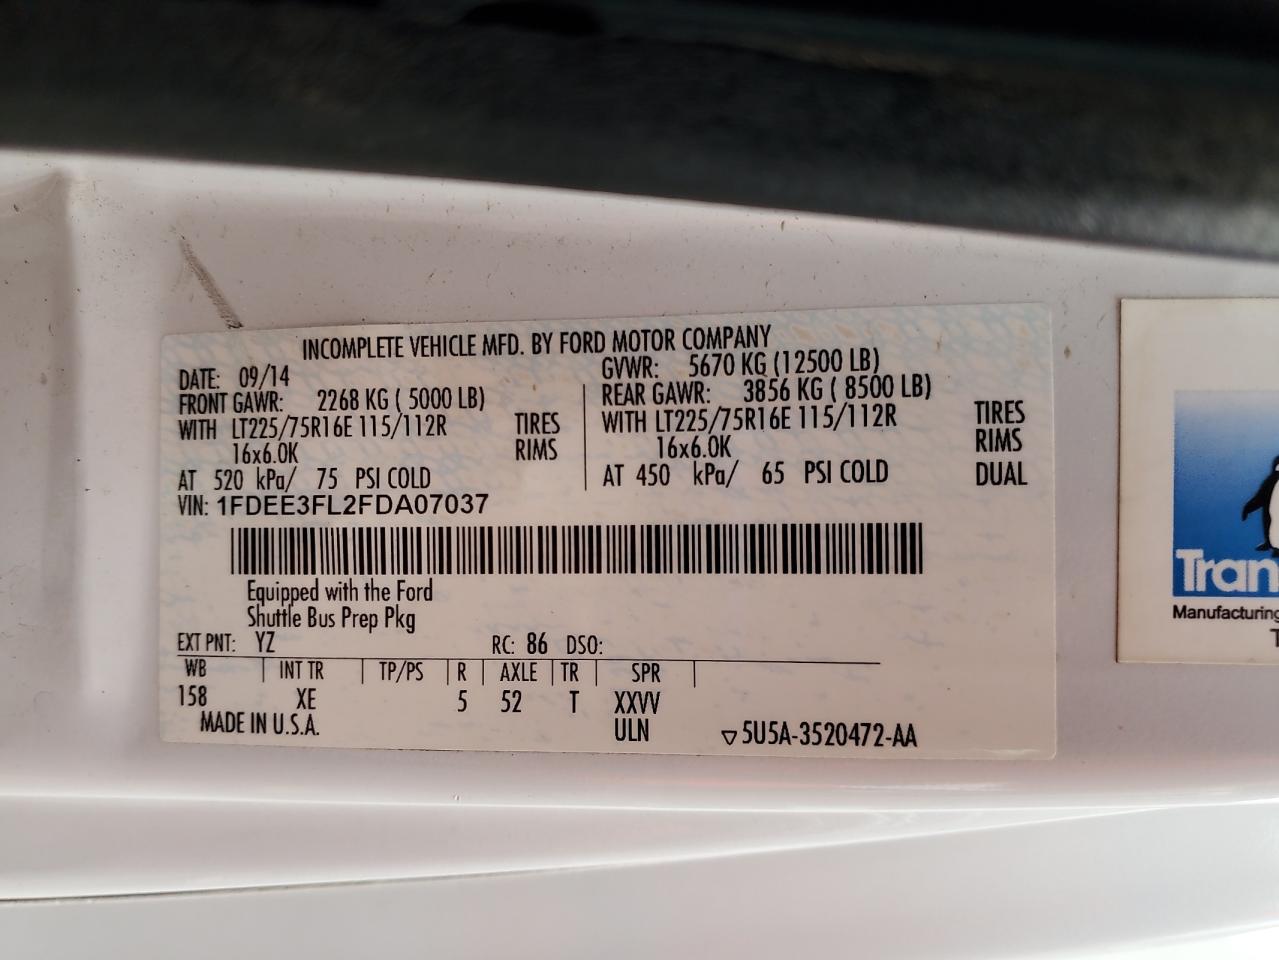 INCOMPLETE VEHICLE MFD. BY FORD MOTOR COMPANY
DATE: 09/14 GVWR: 5670 KG (12500 LB)
FRONT GAWR: 2268 KG ( 5000 LB) REAR GAWR: 3856 KG ( 8500 LB)
WITH LT225/75R16E 115/112R TIRES WITH LT225/75R16E 115/112R TIRES
16x6.0K RIMS 16x6.0K RIMS
AT 520 kPa/ 75 PSI COLD AT 450 kPa/ 65 PSI COLD DUAL
VIN: 1FDEE3FL2FDA07037
Equipped with the Ford
Shuttle Bus Prep Pkg
EXT PNT: YZ RC: 86 DSO:
WB INT TR TP/PS R AXLE TR SPR
158 XE 5 52 T XXVV
MADE IN U.S.A. ULN ▽5U5A-3520472-AA
Tran
Manufacturing